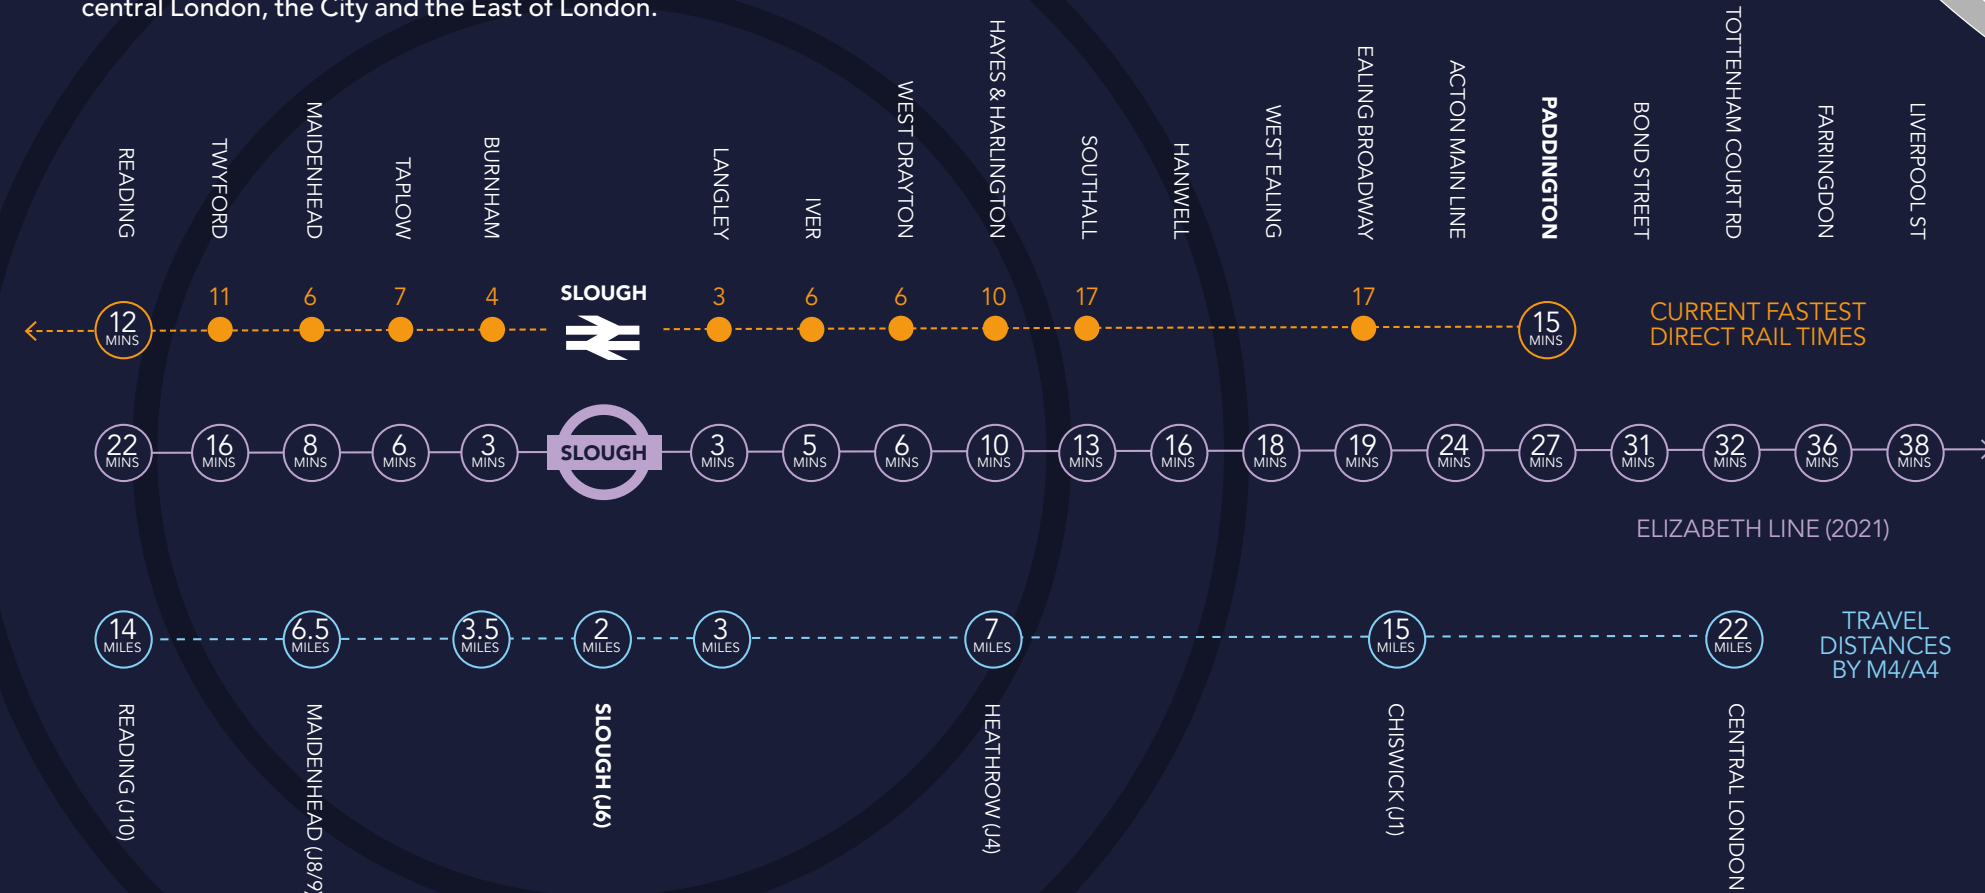 central London, the City and the East of London.
READING
TWYFORD
MAIDENHEAD
TAPLOW
BURNHAM
LANGLEY
IVER
WEST DRAYTON
HAYES & HARLINGTON
SOUTHALL
HANWELL
WEST EALING
EALING BROADWAY
ACTON MAIN LINE
PADDINGTON
BOND STREET
TOTTENHAM COURT RD
FARRINGDON
LIVERPOOL ST
12 MINS
11
6
7
4
SLOUGH
3
6
6
10
17
17
15 MINS
CURRENT FASTEST
DIRECT RAIL TIMES
22 MINS
16 MINS
8 MINS
6 MINS
3 MINS
SLOUGH
3 MINS
5 MINS
6 MINS
10 MINS
13 MINS
16 MINS
18 MINS
19 MINS
24 MINS
27 MINS
31 MINS
32 MINS
36 MINS
38 MINS
ELIZABETH LINE (2021)
14 MILES
6.5 MILES
3.5 MILES
2 MILES
3 MILES
7 MILES
15 MILES
22 MILES
TRAVEL
DISTANCES
BY M4/A4
READING (J10)
MAIDENHEAD (J8/9)
SLOUGH (J6)
HEATHROW (J4)
CHISWICK (J1)
CENTRAL LONDON